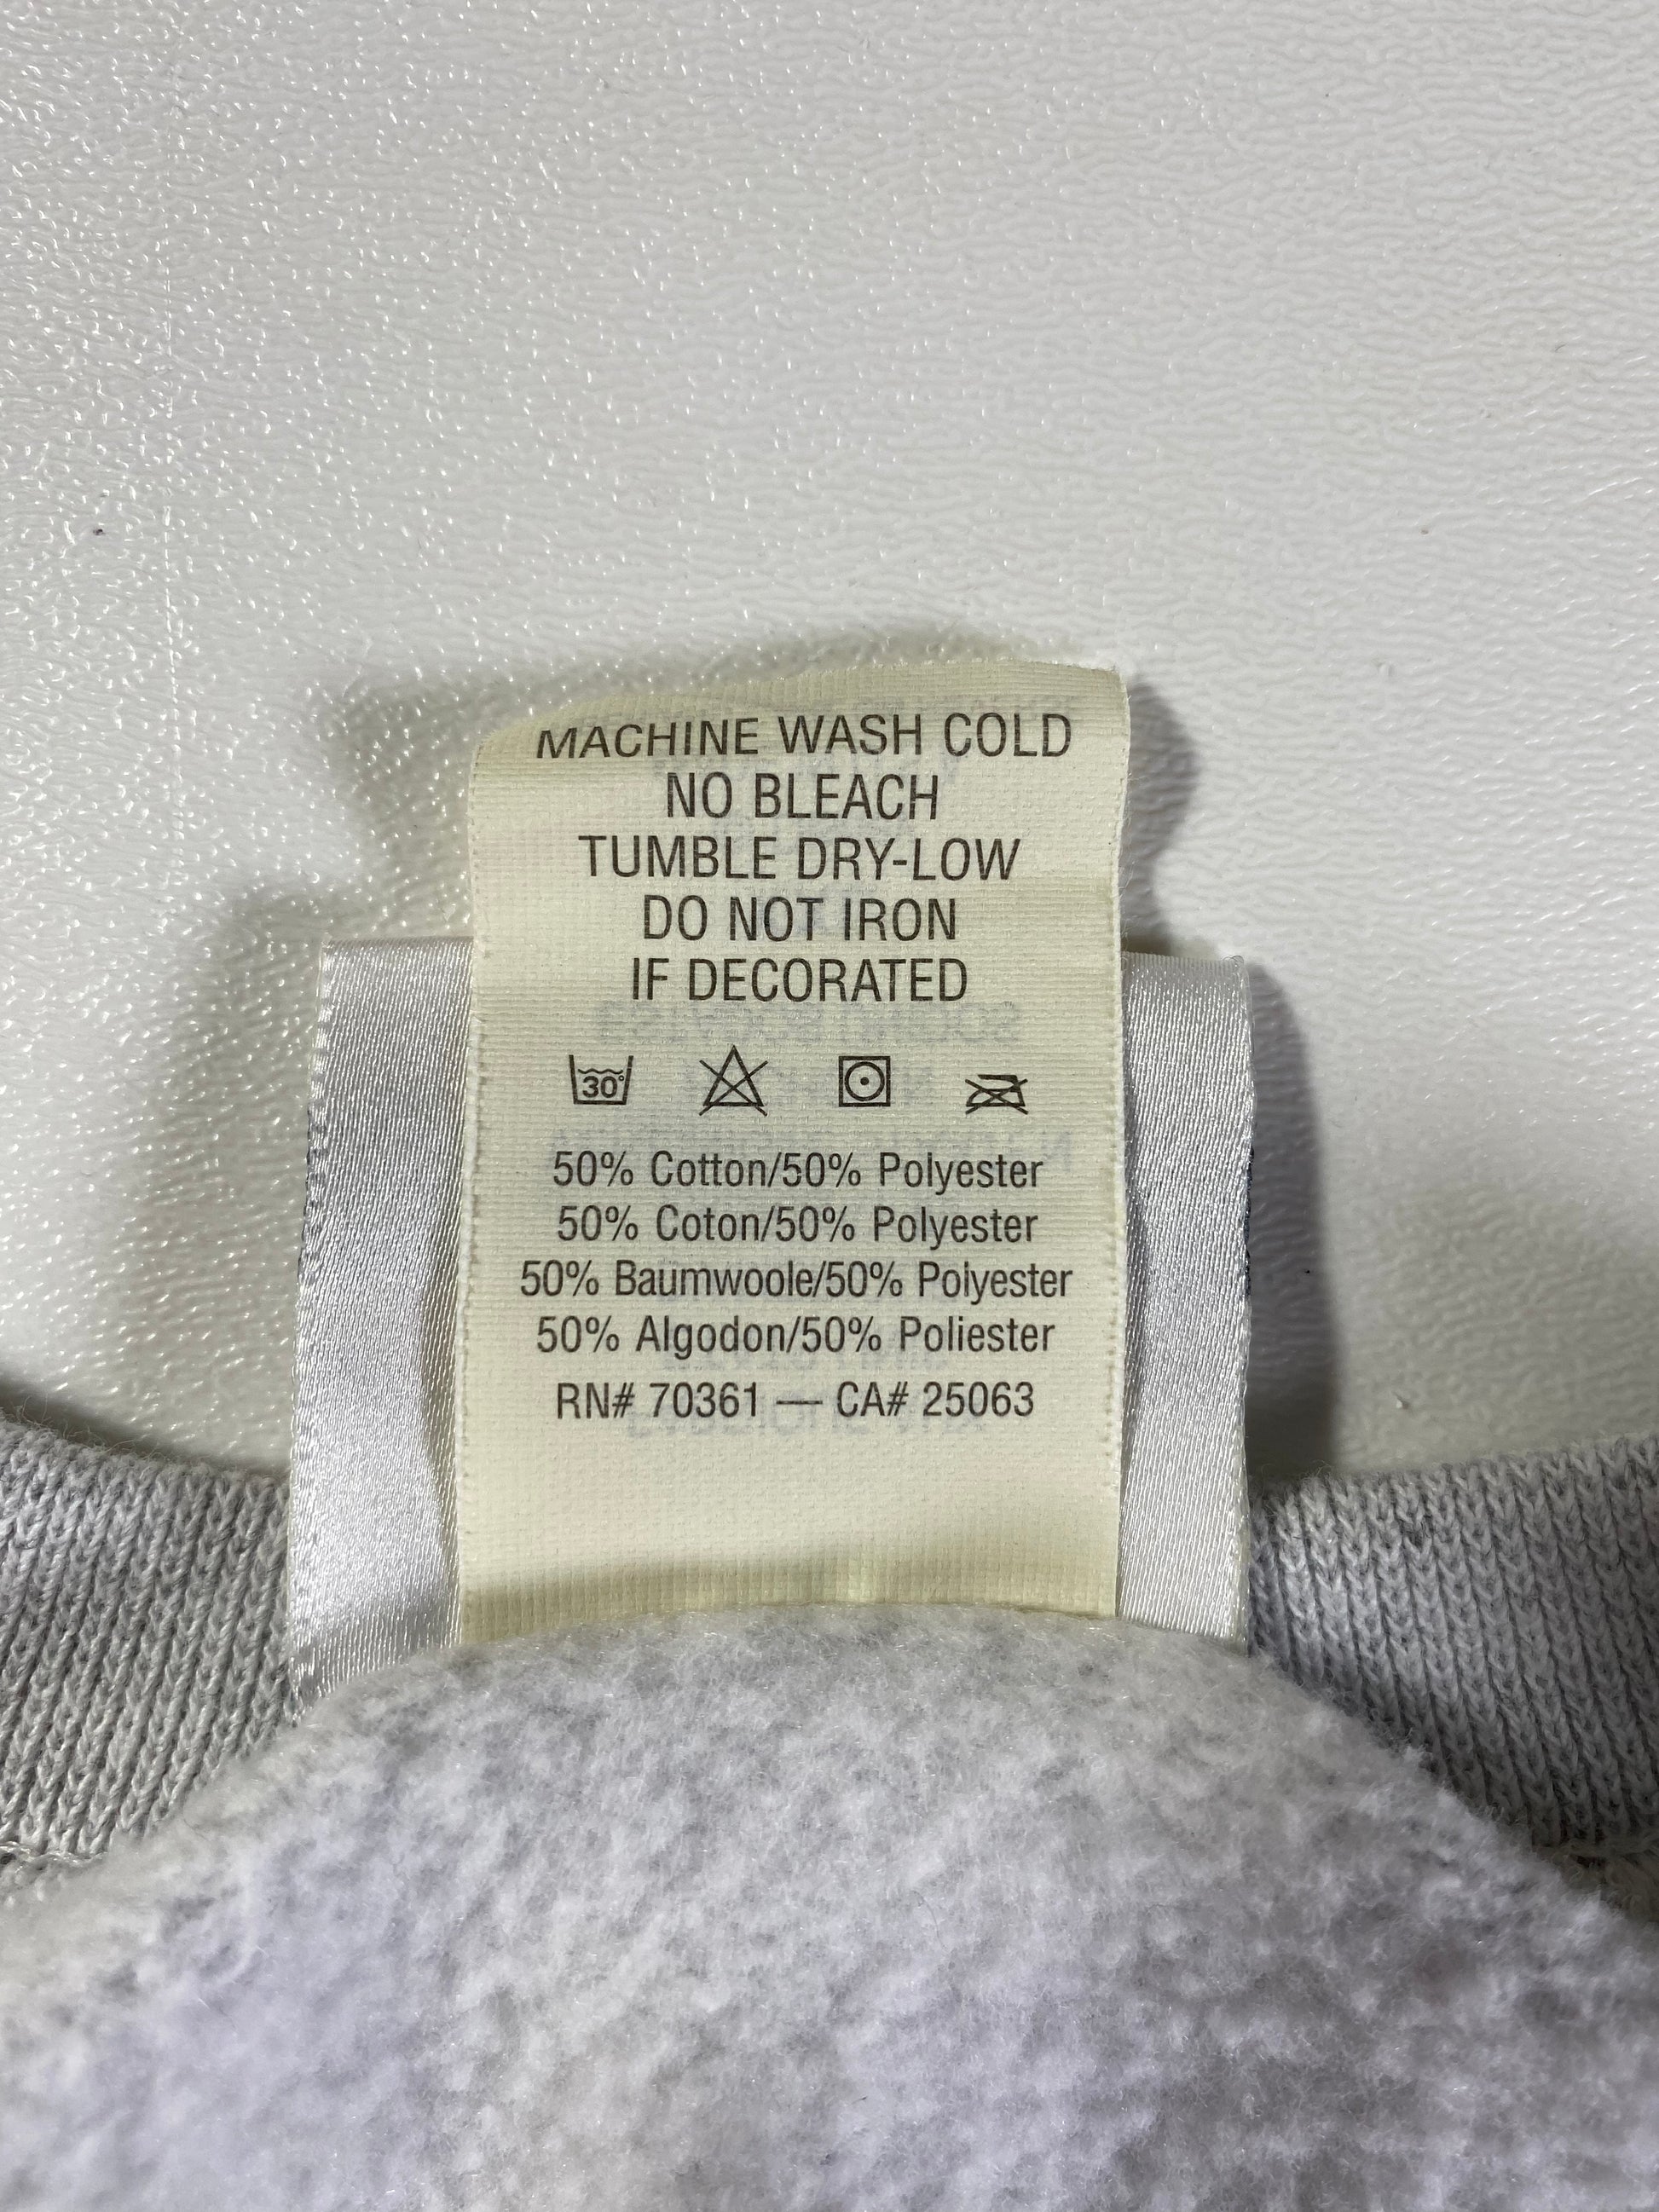 MACHINE WASH COLD
NO BLEACH
TUMBLE DRY-LOW
DO NOT IRON
IF DECORATED
30°
50% Cotton/50% Polyester
50% Coton/50% Polyester
50% Baumwoole/50% Polyester
50% Algodon/50% Poliester
RN# 70361 — CA# 25063